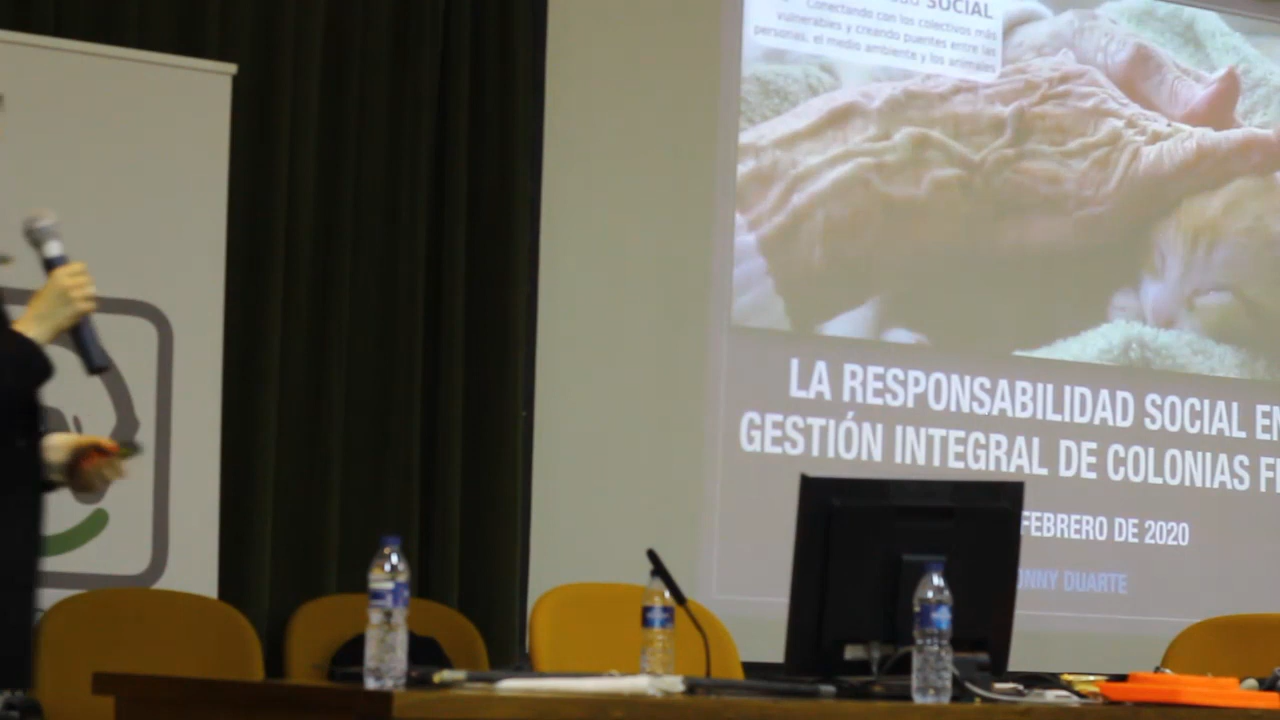 SOCIAL
Conectando con los colectivos más
vulnerables y creando puentes entre las
personas, el medio ambiente y los animales
LA RESPONSABILIDAD SOCIAL EN
GESTIÓN INTEGRAL DE COLONIAS
FEBRERO DE 2020
DUARTE